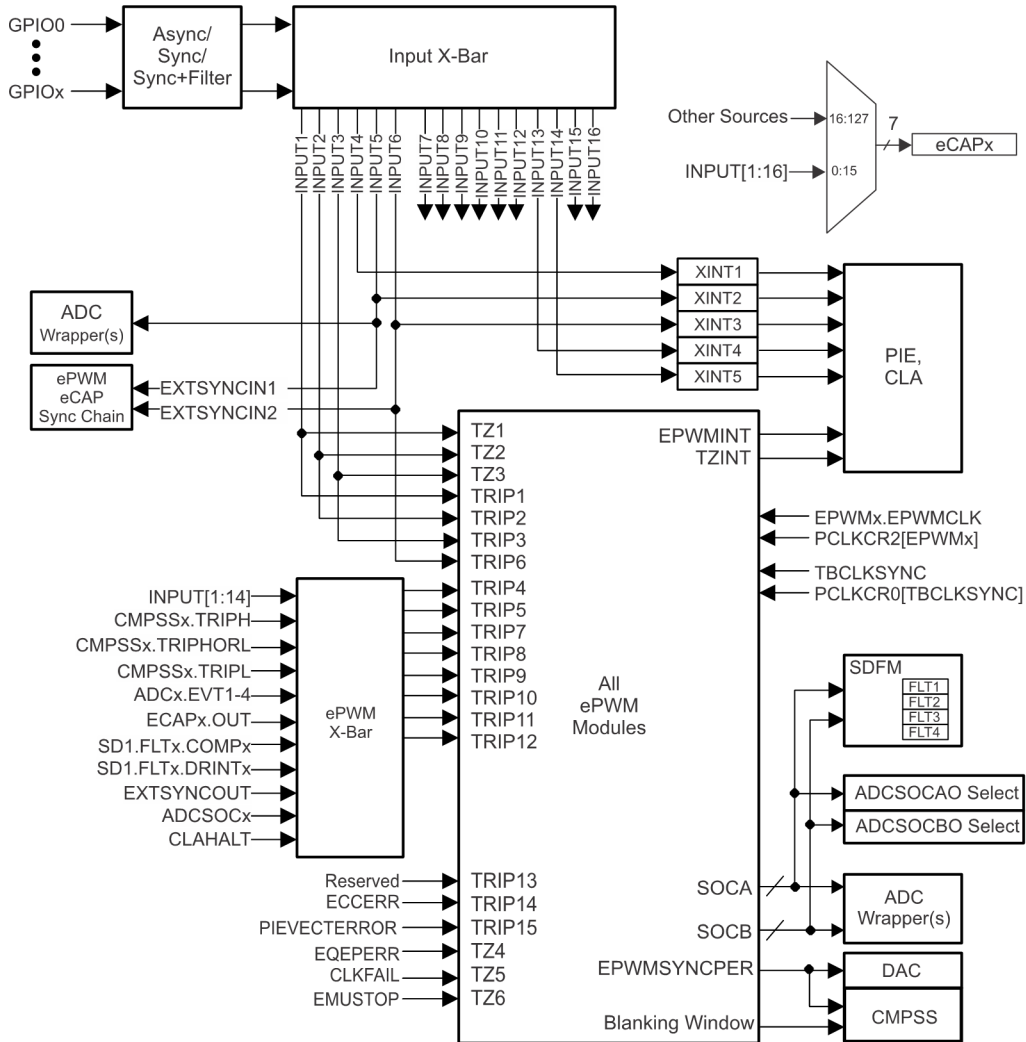 GPIO0
GPIOx
Async/
Sync/
Sync+Filter
Input X-Bar
INPUT1
INPUT2
INPUT3
INPUT4
INPUT5
INPUT6
INPUT7
INPUT8
INPUT9
INPUT10
INPUT11
INPUT12
INPUT13
INPUT14
INPUT15
INPUT16
Other Sources
INPUT[1:16]
16:127
0:15
7
eCAPx
XINT1
XINT2
XINT3
XINT4
XINT5
PIE,
CLA
ADC
Wrapper(s)
ePWM
eCAP
Sync Chain
EXTSYNCIN1
EXTSYNCIN2
TZ1
TZ2
TZ3
TRIP1
TRIP2
TRIP3
TRIP6
TRIP4
TRIP5
TRIP7
TRIP8
TRIP9
TRIP10
TRIP11
TRIP12
TRIP13
TRIP14
TRIP15
TZ4
TZ5
TZ6
All
ePWM
Modules
EPWMINT
TZINT
EPWMx.EPWMCLK
PCLKCR2[EPWMx]
TBCLKSYNC
PCLKCR0[TBCLKSYNC]
INPUT[1:14]
CMPSSx.TRIPH
CMPSSx.TRIPHORL
CMPSSx.TRIPL
ADCx.EVT1-4
ECAPx.OUT
SD1.FLTx.COMPx
SD1.FLTx.DRINTx
EXTSYNCOUT
ADCSOCx
CLAHALT
ePWM
X-Bar
Reserved
ECCERR
PIEVECTERROR
EQEPERR
CLKFAIL
EMUSTOP
SDFM
FLT1
FLT2
FLT3
FLT4
ADCSOCAO Select
ADCSOCBO Select
SOCA
SOCB
ADC
Wrapper(s)
EPWMSYNCPER
DAC
Blanking Window
CMPSS